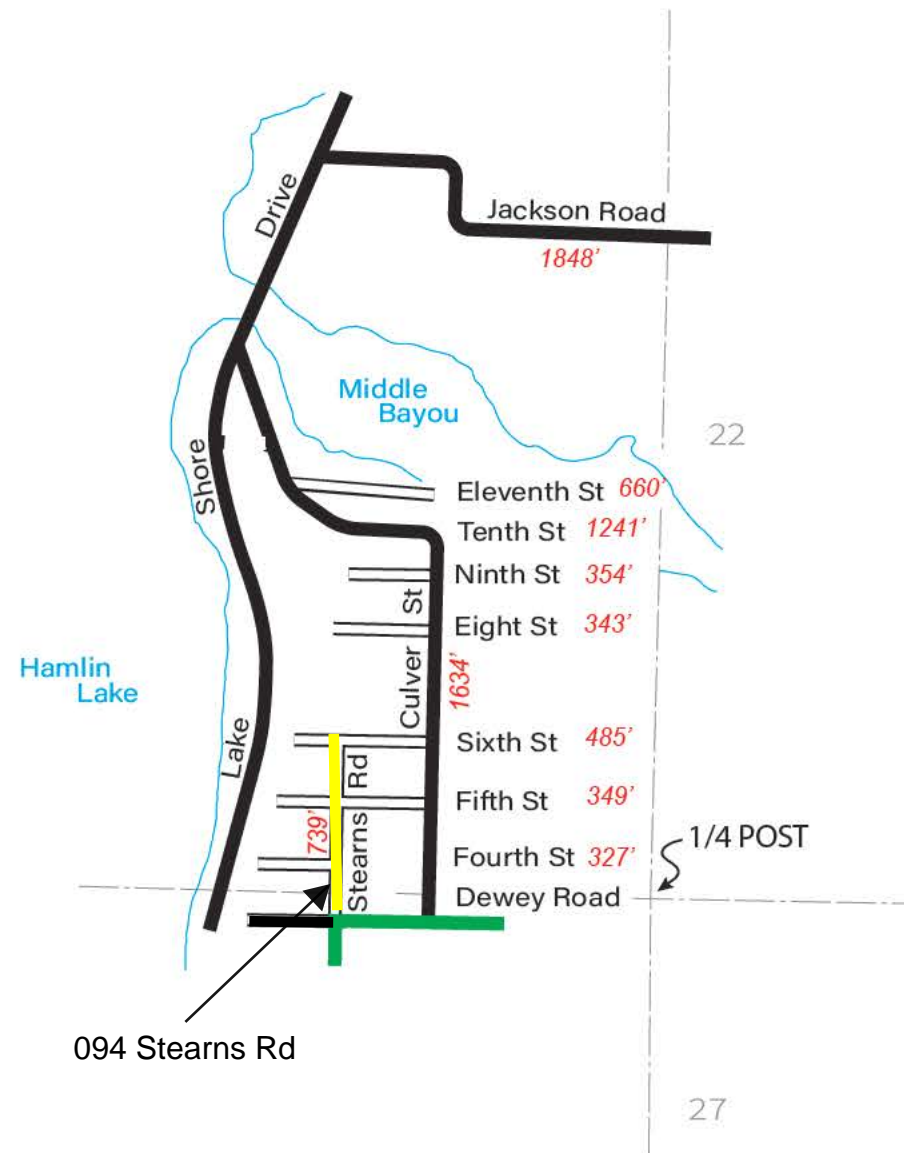 Drive
Jackson Road
1848'
Middle
Bayou
22
Shore
Eleventh St 660'
Tenth St 1241'
Ninth St 354'
Eight St 343'
Culver St
1634'
Hamlin
Lake
Lake
Sixth St 485'
Stearns Rd
739'
Fifth St 349'
1/4 POST
Fourth St 327'
Dewey Road
094 Stearns Rd
27